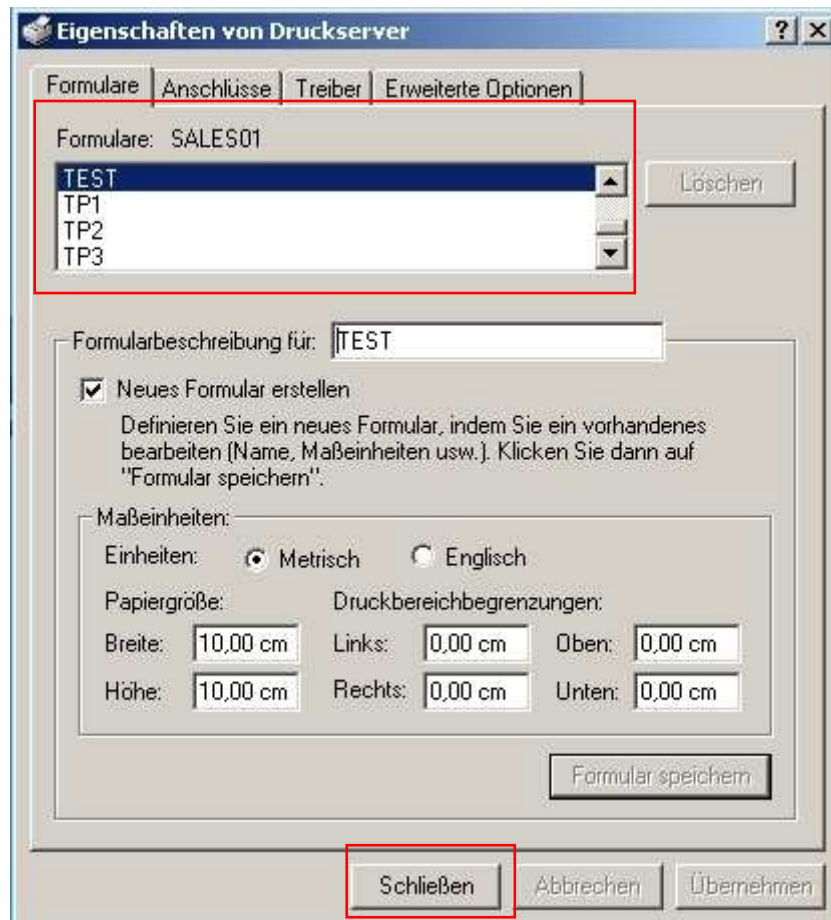 Eigenschaften von Druckserver
Formulare Anschlüsse Treiber Erweiterte Optionen
Formulare: SALES01
TEST
TP1
TP2
TP3
Löschen
Formularbeschreibung für: TEST
Neues Formular erstellen
Definieren Sie ein neues Formular, indem Sie ein vorhandenes
bearbeiten (Name, Maßeinheiten usw.). Klicken Sie dann auf
"Formular speichern".
Maßeinheiten:
Einheiten: Metrisch Englisch
Papiergröße: Druckbereichbegrenzungen:
Breite: 10,00 cm Links: 0,00 cm Oben: 0,00 cm
Höhe: 10,00 cm Rechts: 0,00 cm Unten: 0,00 cm
Formular speichern
Schließen Abbrechen Übernehmen